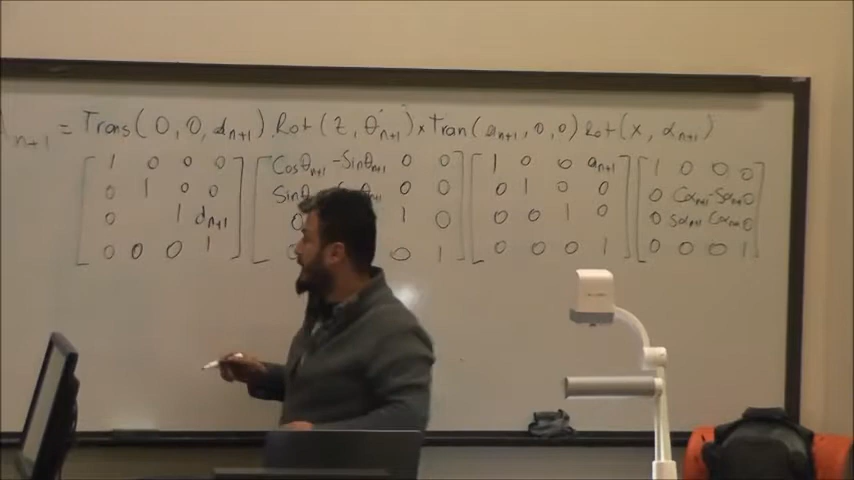 n+1 = Trans(0,0,dn+1).Rot(z,θn+1)×Tran(an+1,0,0)Rot(x,αn+1)
1 0 0 0 Cosθn+1 -Sinθn+1 0 0 1 0 0 an+1 1 0 0 0
0 1 0 0 Sinθ θn+1 0 0 0 1 0 0 0 Cαn+1 -Sαn+1 0
0 1 dn+1 0 1 0 0 0 1 0 0 Sαn+1 Cαn+1 0
0 0 0 1 0 1 0 0 0 1 0 0 0 1